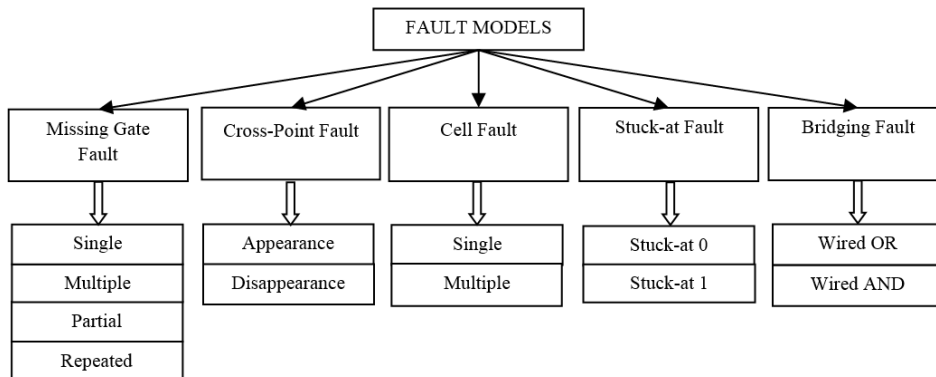 FAULT MODELS
Missing Gate
Fault
Cross-Point Fault
Cell Fault
Stuck-at Fault
Bridging Fault
Single
Multiple
Partial
Repeated
Appearance
Disappearance
Single
Multiple
Stuck-at 0
Stuck-at 1
Wired OR
Wired AND